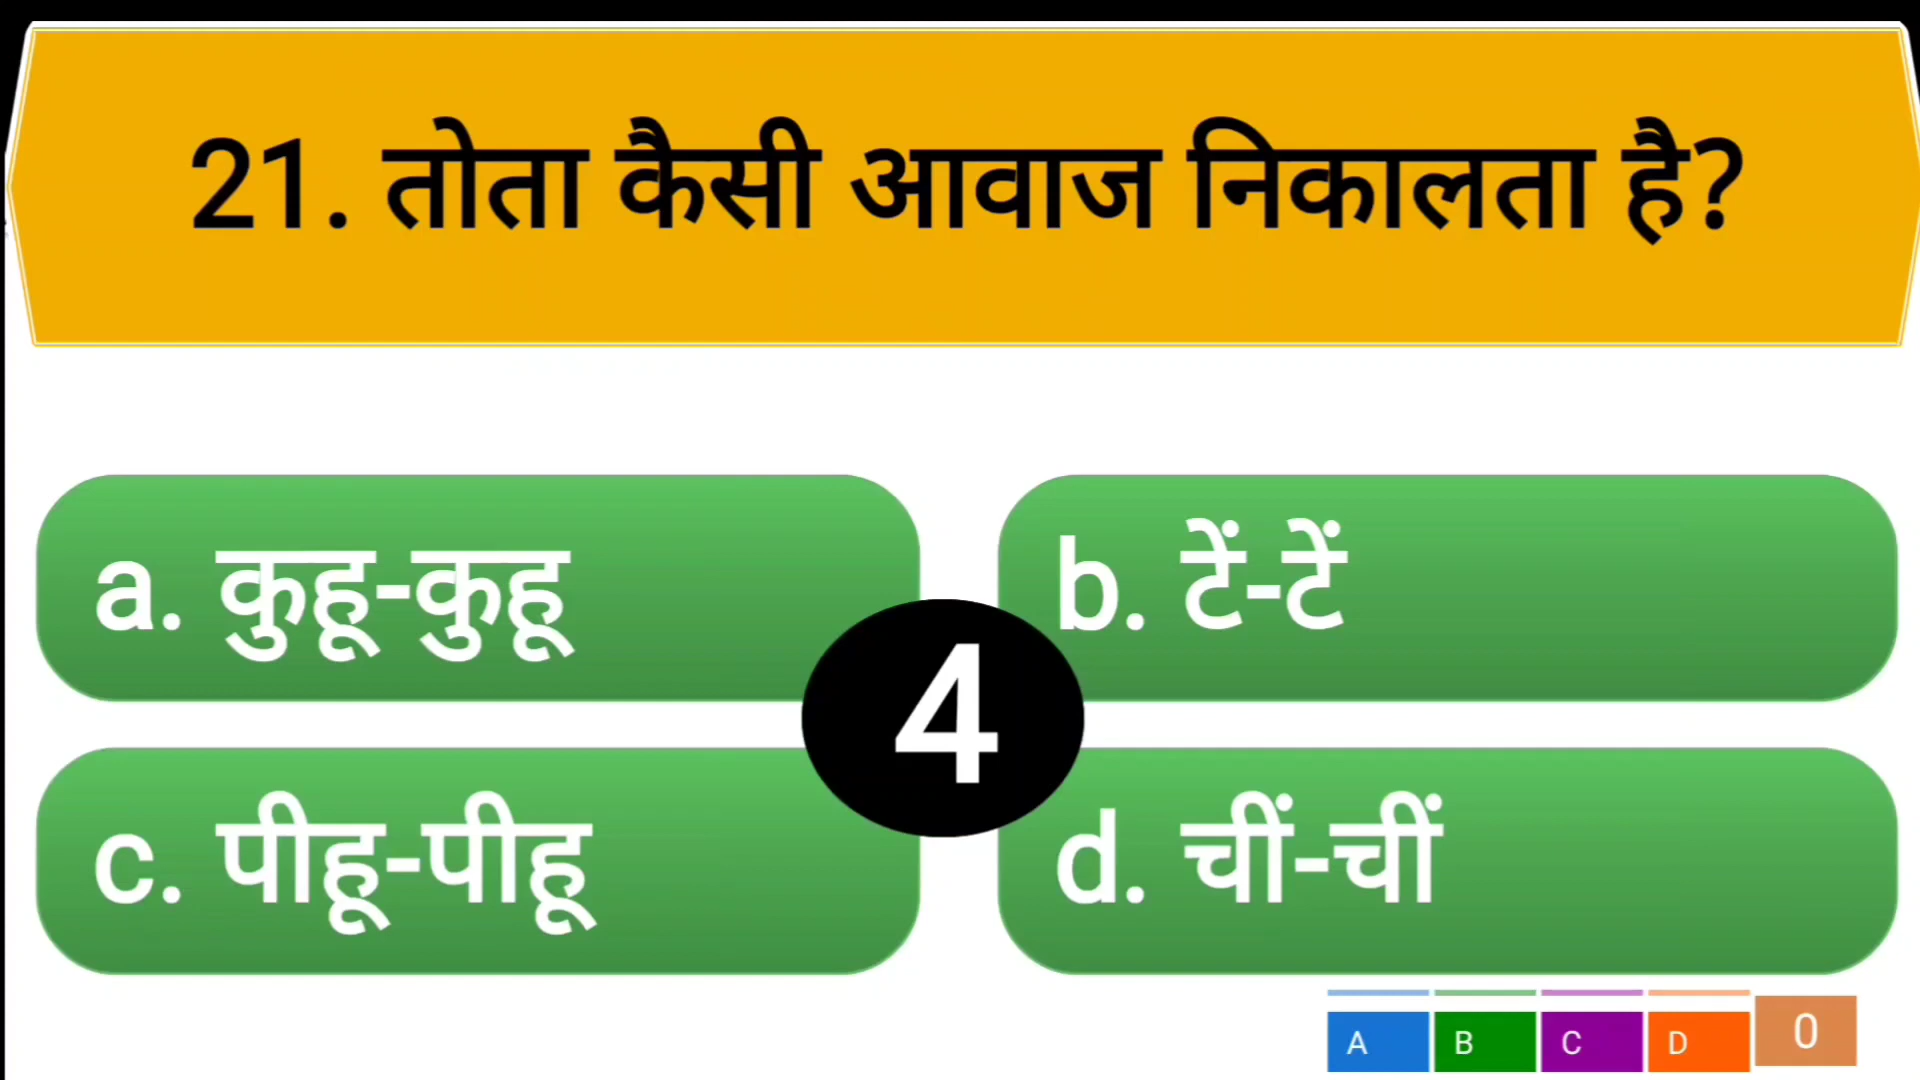 21. तोता कैसी आवाज निकालता है?
a. कुहू-कुहू
b. टें-टें
4
c. पीहू-पीहू
d. चीं-चीं
A B C D 0